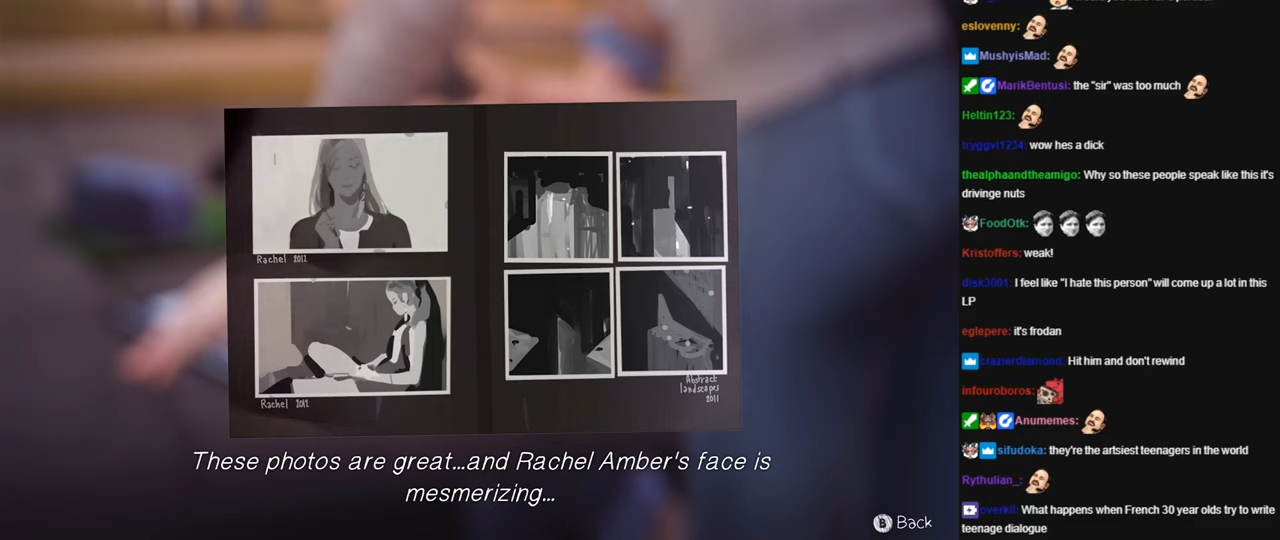 eslovenny:
MushyisMad:
MarikBentusi: the "sir" was too much
Heltin123:
tryggvi1234: wow hes a dick
thealphaandtheamigo: Why so these people speak like this it's
drivinge nuts
FoodOtk:
Kristoffers: weak!
disk3001: I feel like "I hate this person" will come up a lot in this
LP
eglepere: it's frodan
crazierdiamond: Hit him and don't rewind
infouroboros:
Anumemes:
sifudoka: they're the artsiest teenagers in the world
Rythulian_:
overkil: What happens when French 30 year olds try to write
teenage dialogue
Rachel 2012
Rachel 2012
Abstract
landscapes
2011
These photos are great...and Rachel Amber's face is
mesmerizing...
B Back